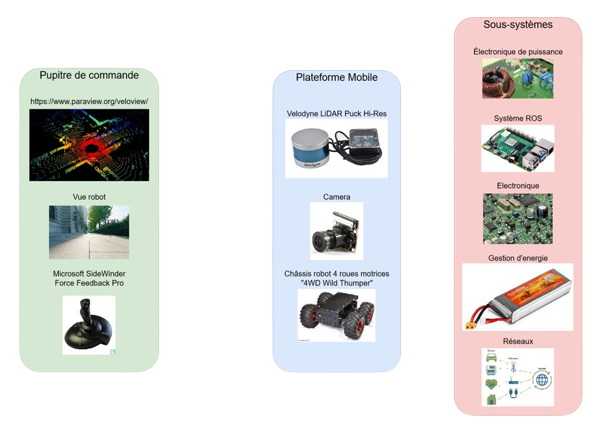 Pupitre de commande
https://www.paraview.org/veloview/
Vue robot
Microsoft SideWinder
Force Feedback Pro
Plateforme Mobile
Velodyne LiDAR Puck Hi-Res
Camera
Châssis robot 4 roues motrices
"4WD Wild Thumper"
Sous-systèmes
Électronique de puissance
Système ROS
Electronique
Gestion d'energie
Réseaux